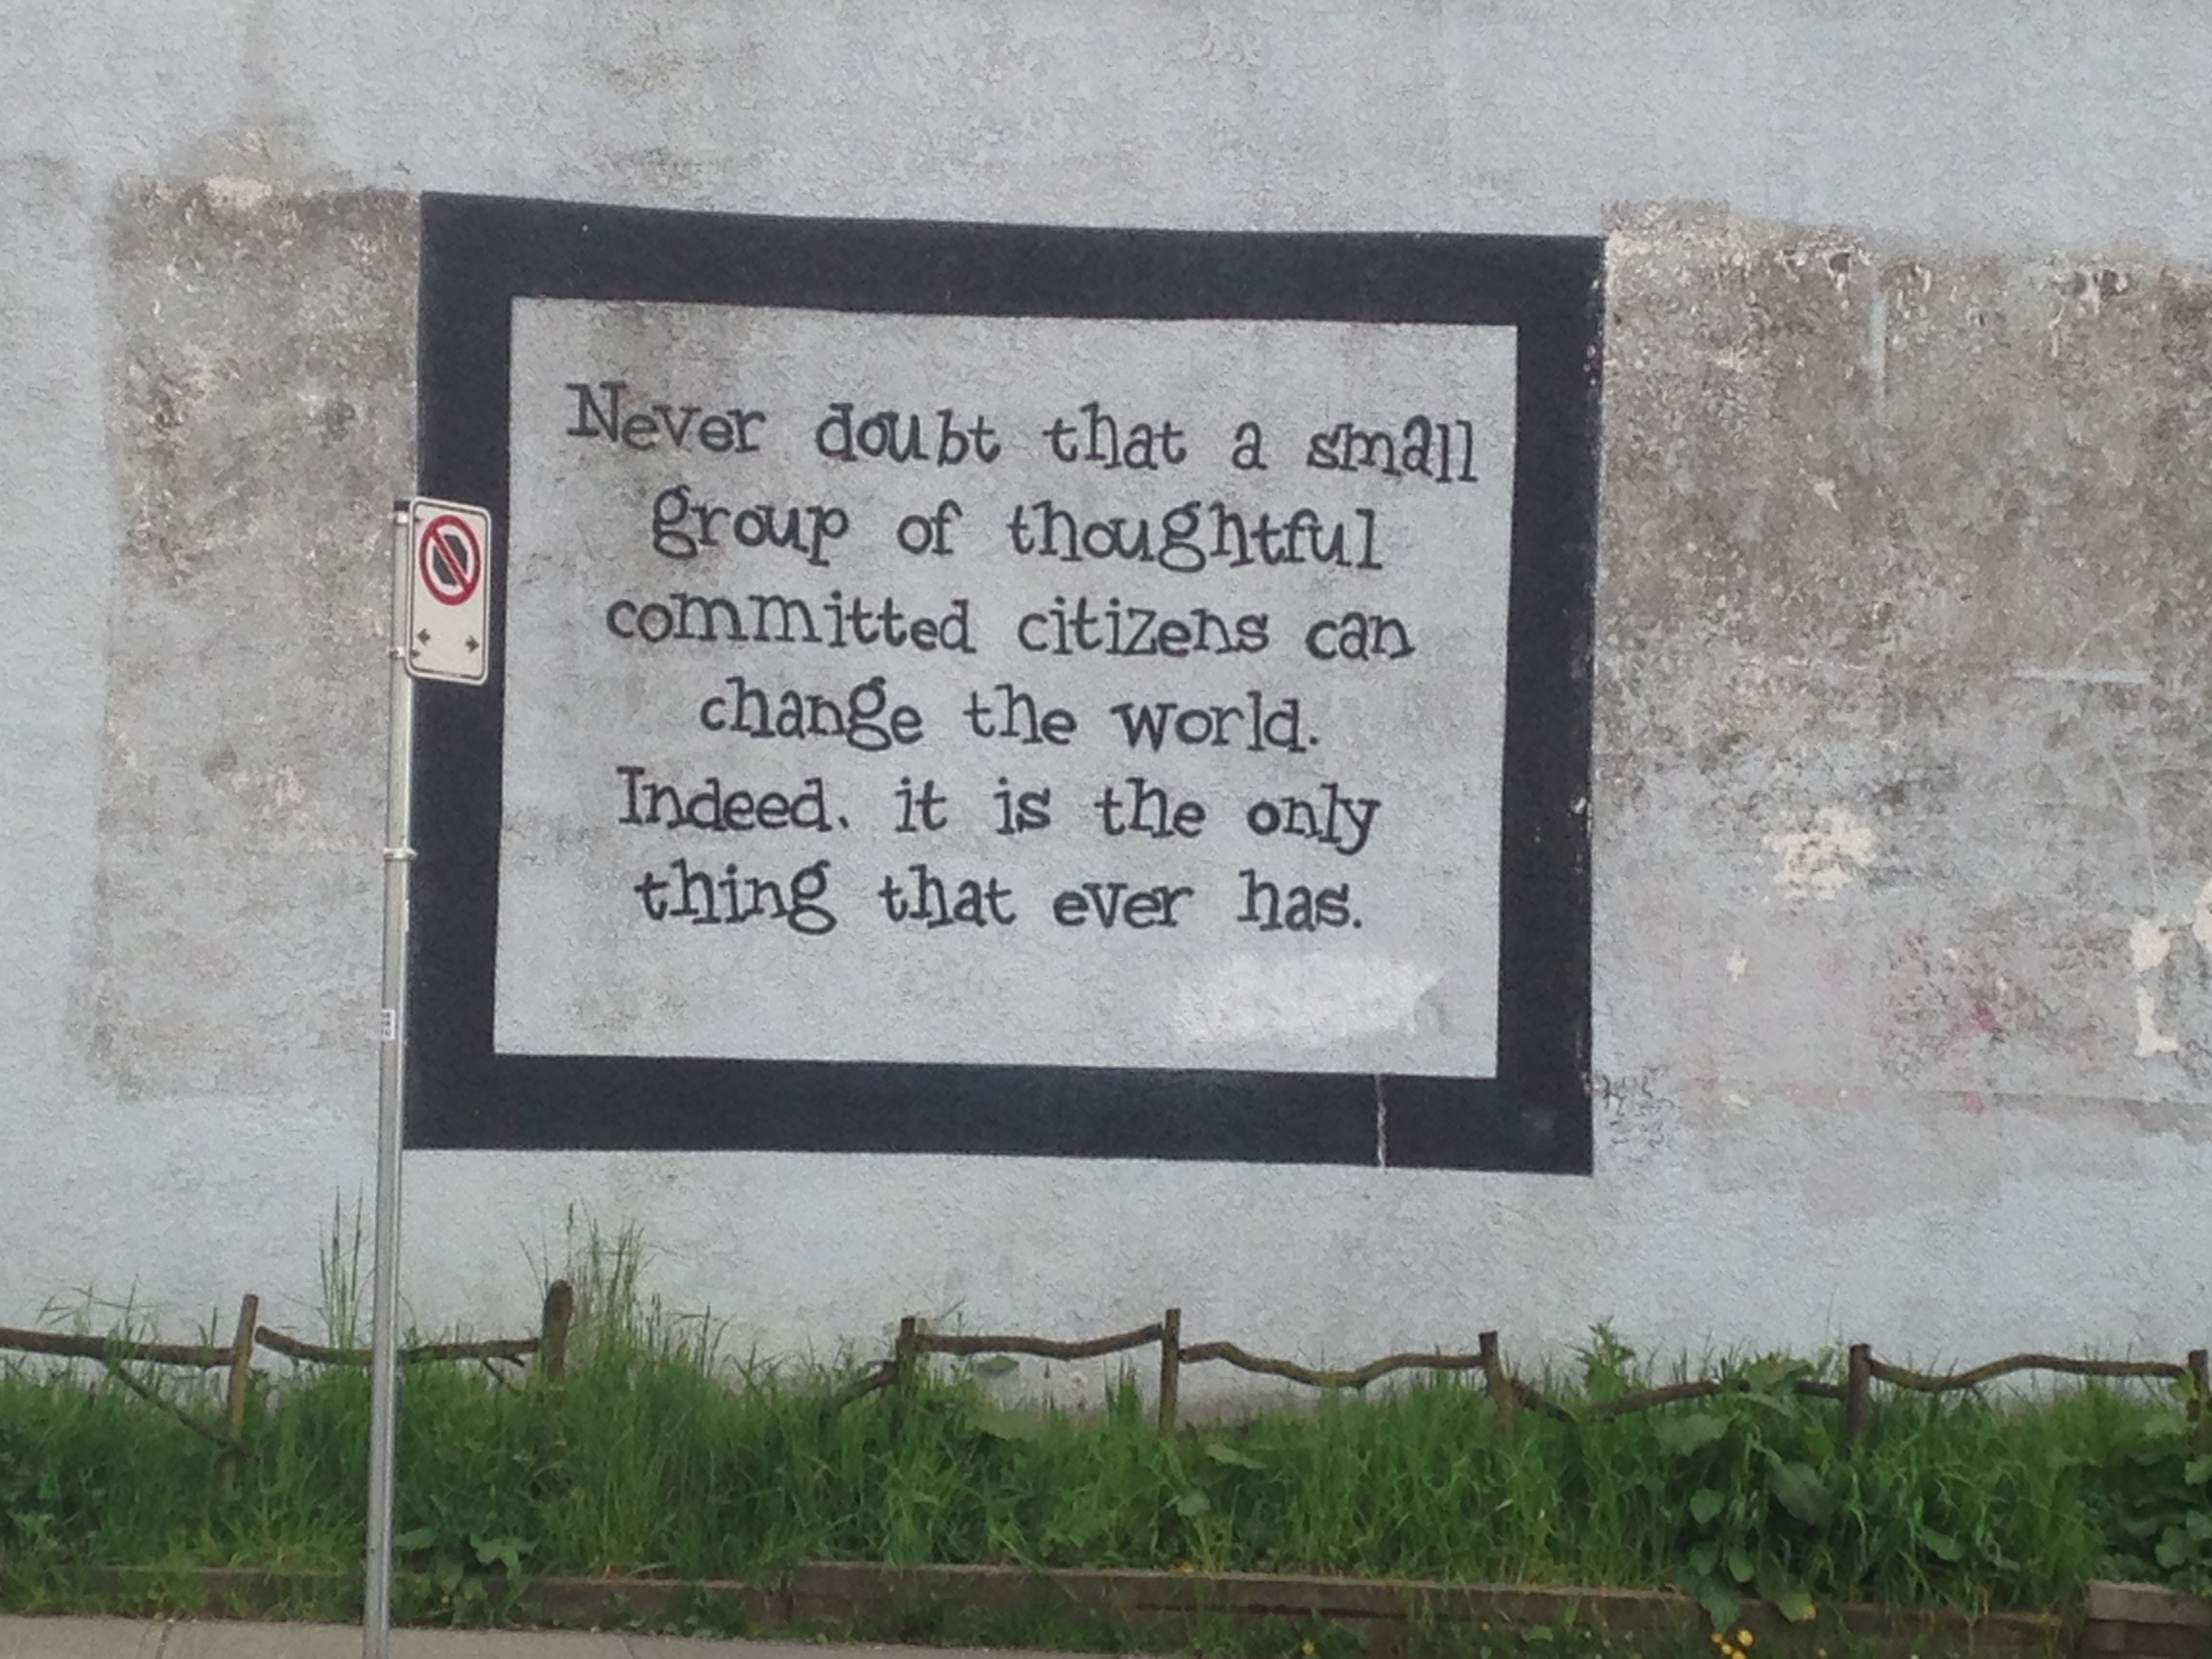 Never doubt that a small
group of thoughtful
committed citizens can
change the world.
Indeed, it is the only
thing that ever has.